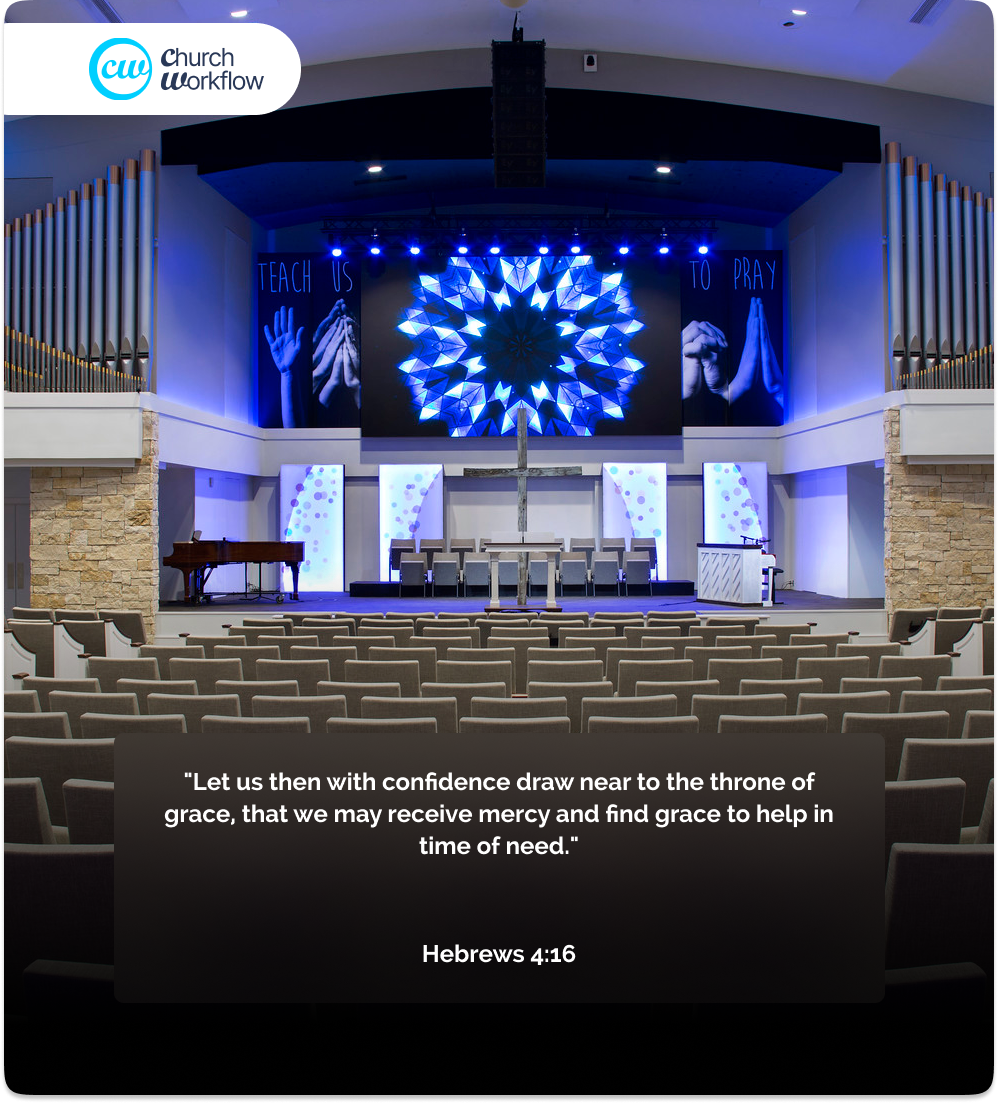 cw
Church
Workflow
TEACH US
TO PRAY
"Let us then with confidence draw near to the throne of
grace, that we may receive mercy and find grace to help in
time of need."
Hebrews 4:16